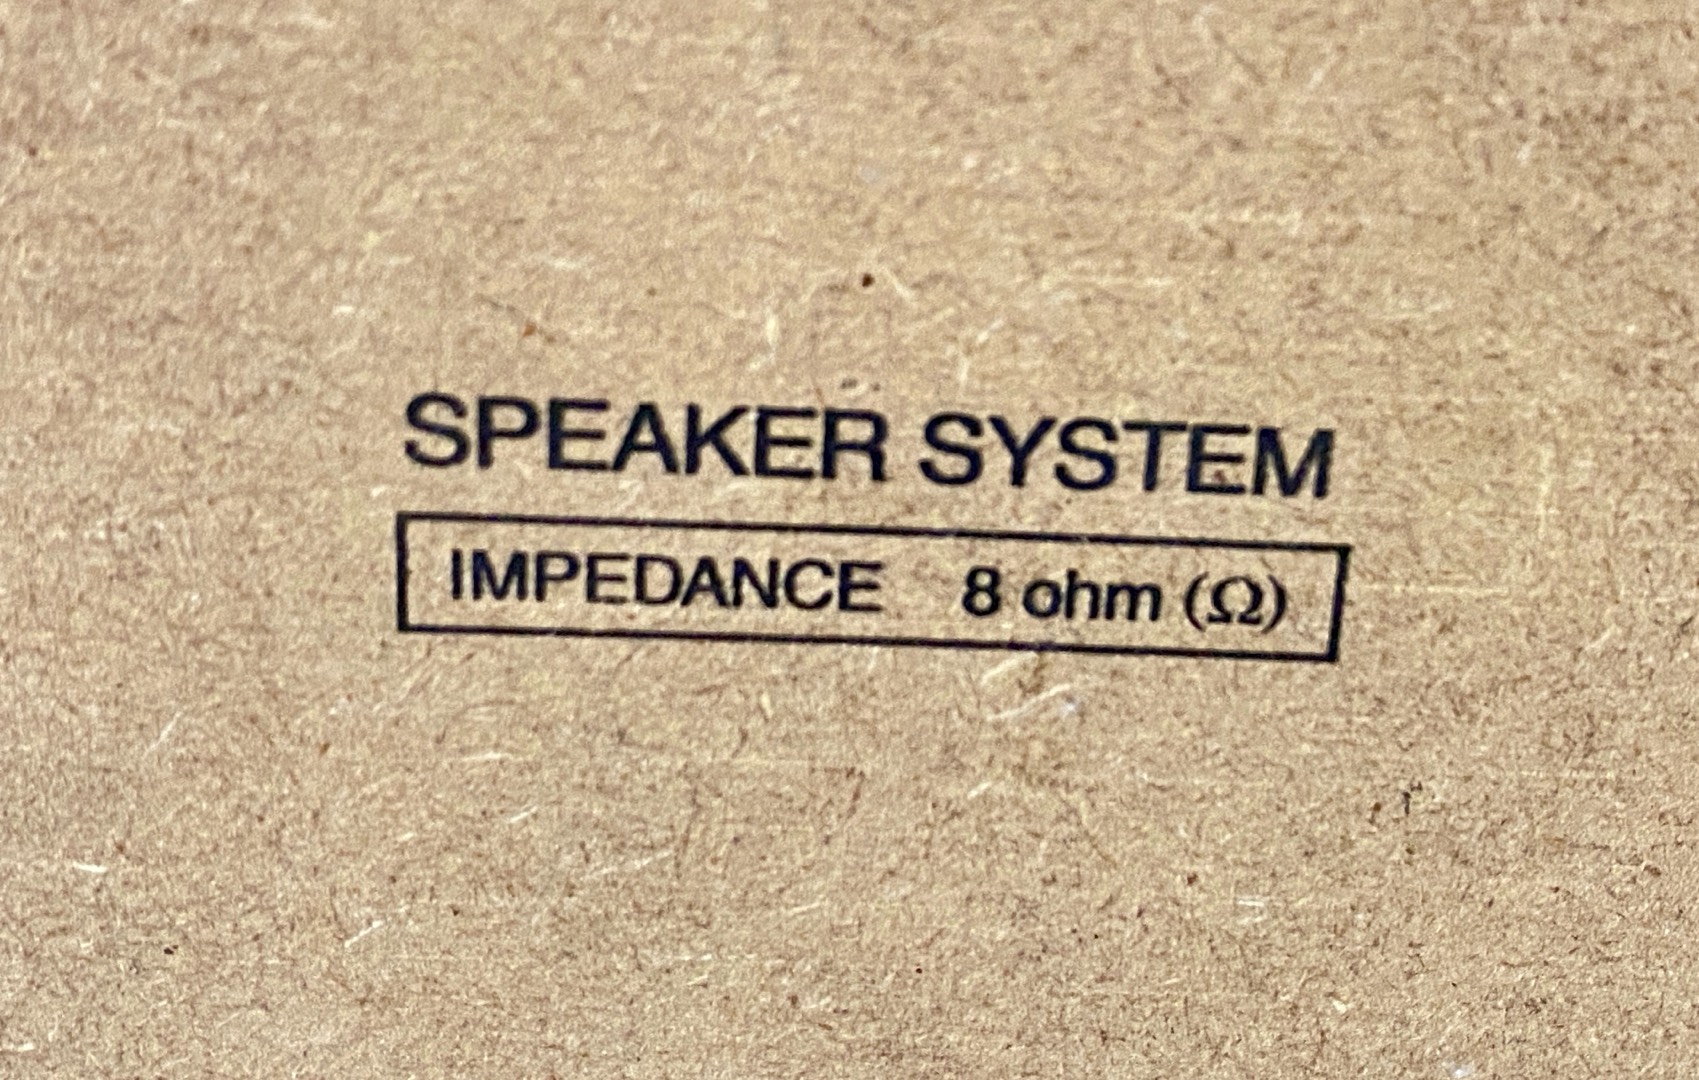 SPEAKER SYSTEM
IMPEDANCE 8 ohm (Ω)